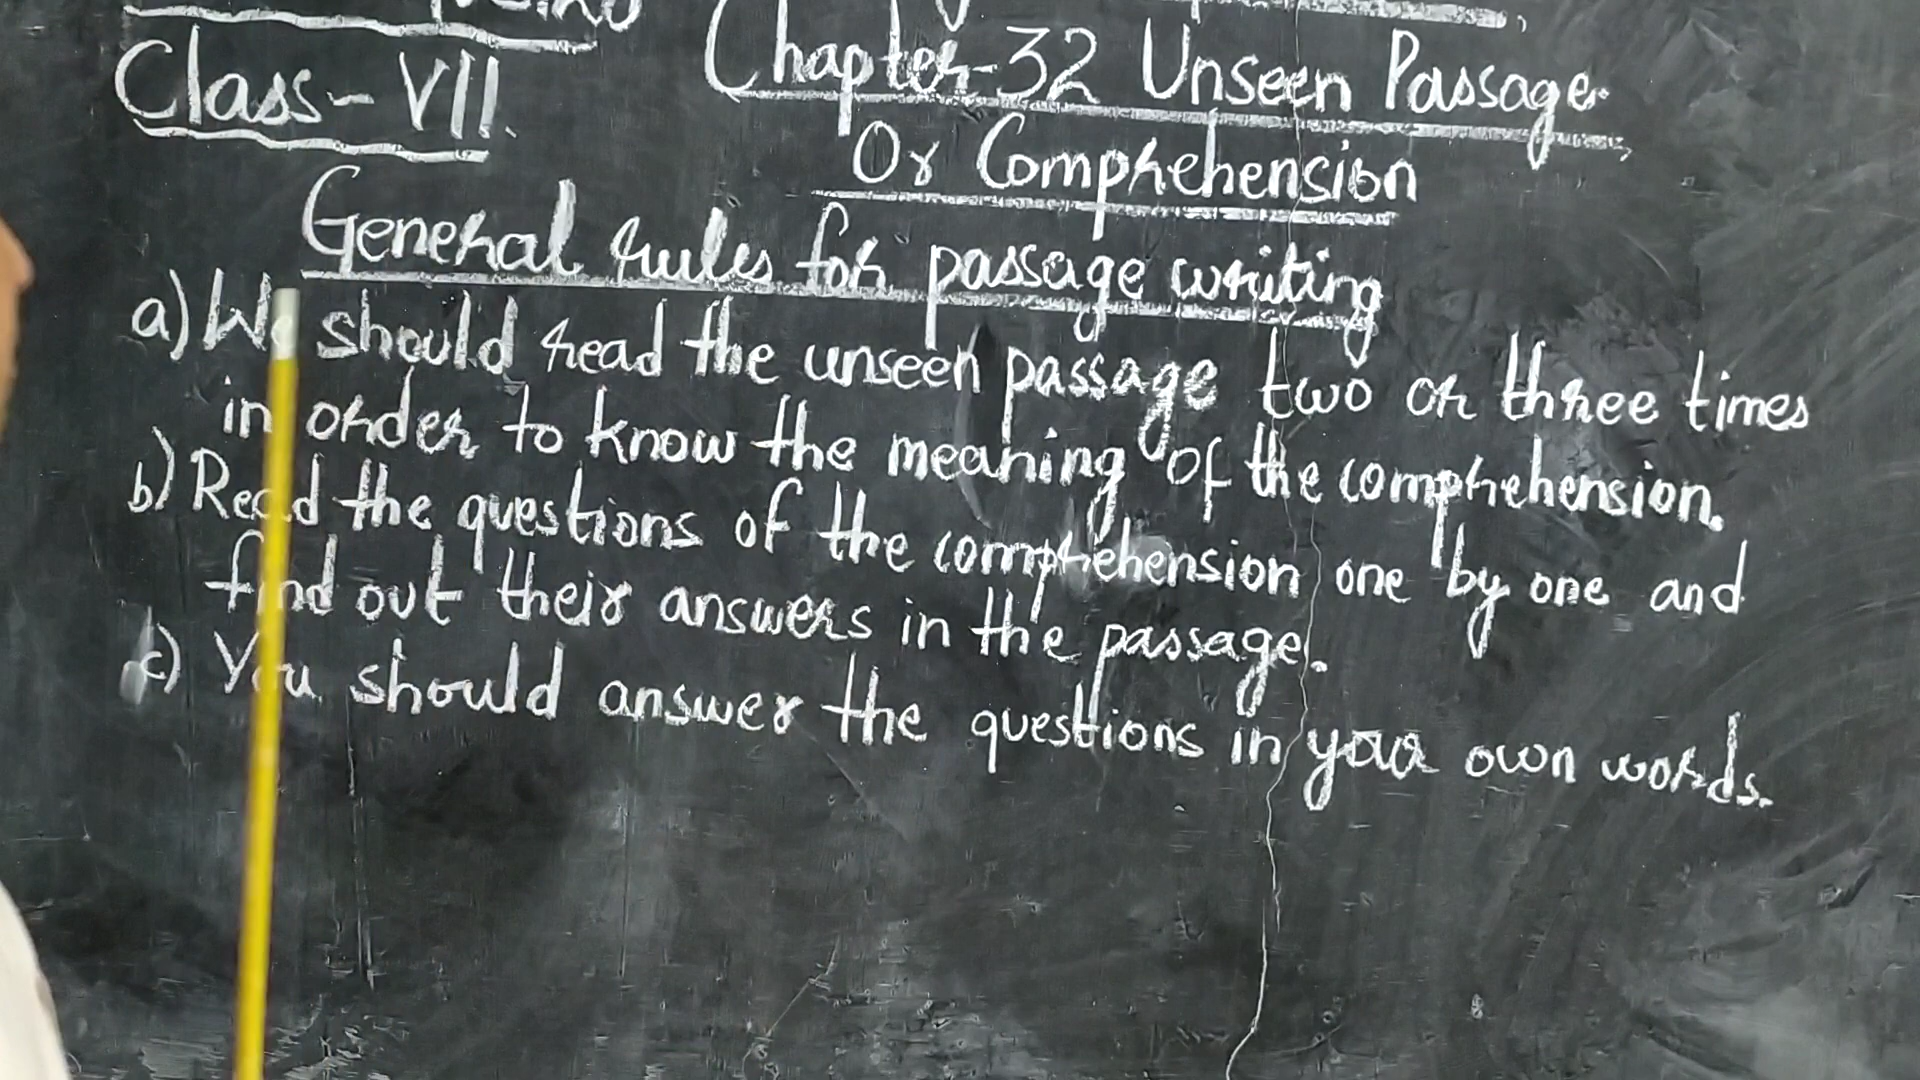 Class- VII.
Chapter-32 Unseen Passage.
Or Comprehension
General rules for passage writing
a) We should read the unseen passage two or three times
in order to know the meaning of the comprehension.
b) Read the questions of the comprehension one by one and
find out their answers in the passage.
c) You should answer the questions in your own words.